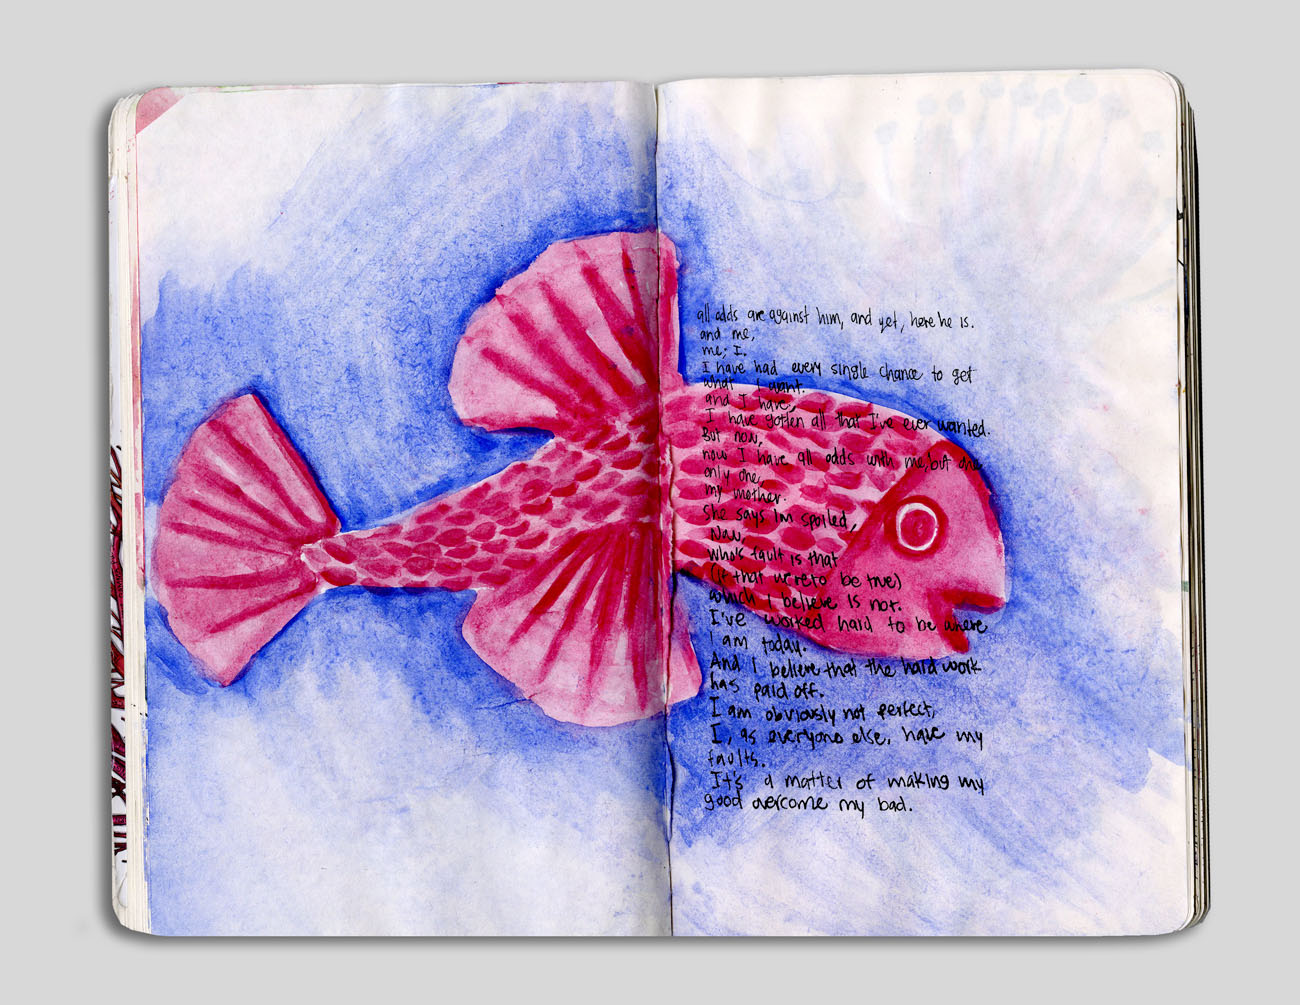 all odds are against him, and yet, here he is.
and me,
me; I.
I have had every single chance to get
what I want.
and I have,
I have gotten all that I've ever wanted.
But now,
now I have all odds with me, but one
only one,
my mother.
She says im spoiled,
Now,
who's fault is that
(if that were to be true)
which I believe is not.
I've worked hard to be where
I am today.
And I believe that the hard work
has paid off.
I am obviously not perfect,
I, as everyone else, have my
faults.
It's a matter of making my
good overcome my bad.